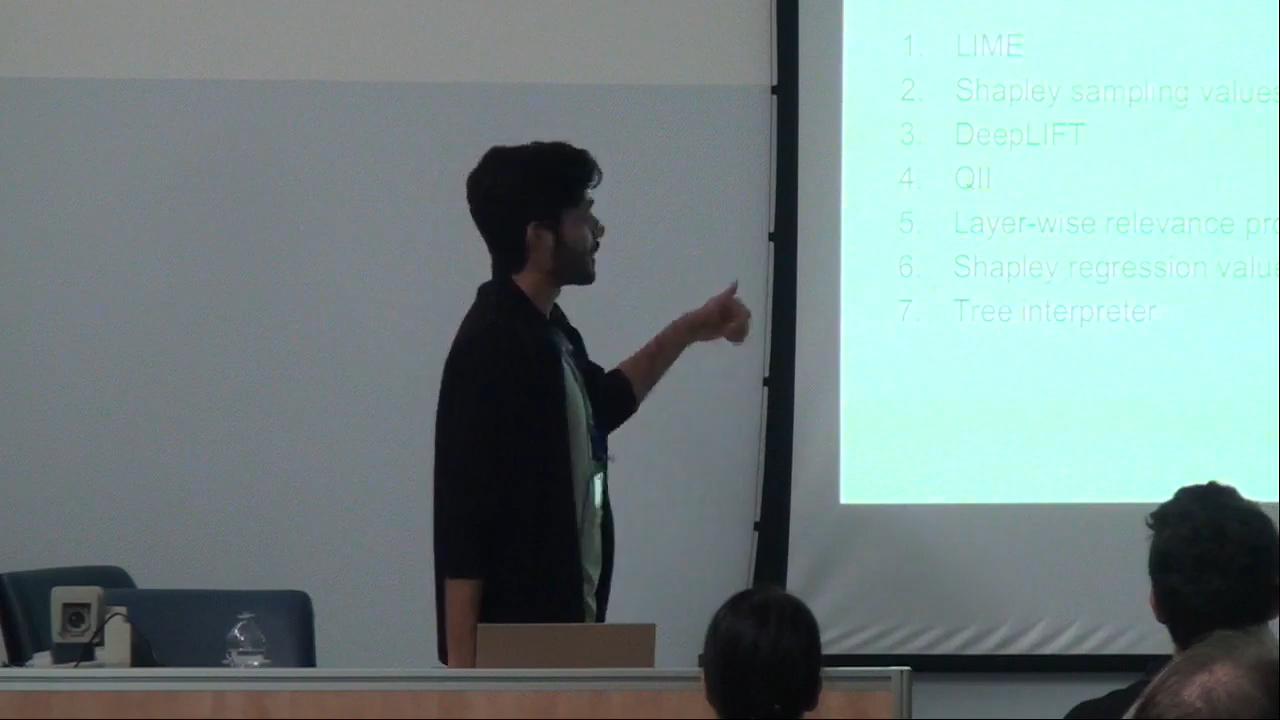 1. LIME
2. Shapley sampling values
3. DeepLIFT
4. QII
5. Layer-wise relevance
6. Shapley regression
7. Tree interpreter